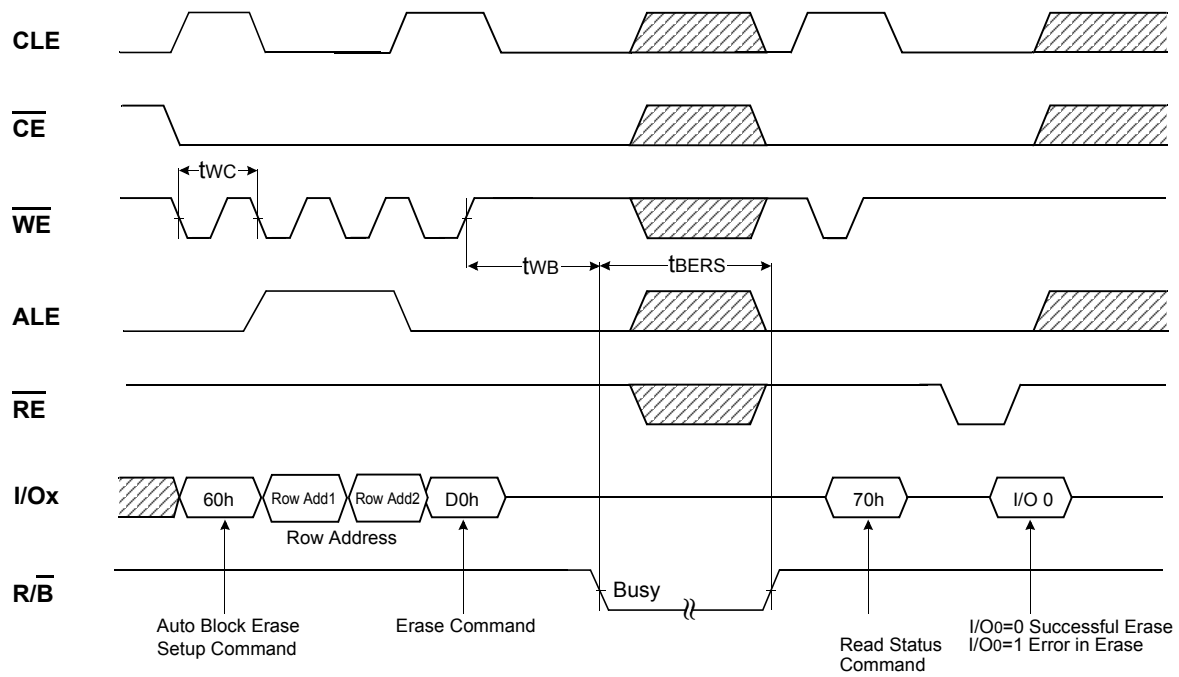 CLE
CE
tWC
WE
tWB
tBERS
ALE
RE
I/Ox
60h
Row Add1
Row Add2
D0h
70h
I/O 0
Row Address
R/B
Busy
Auto Block Erase
Setup Command
Erase Command
Read Status
Command
I/O0=0 Successful Erase
I/O0=1 Error in Erase